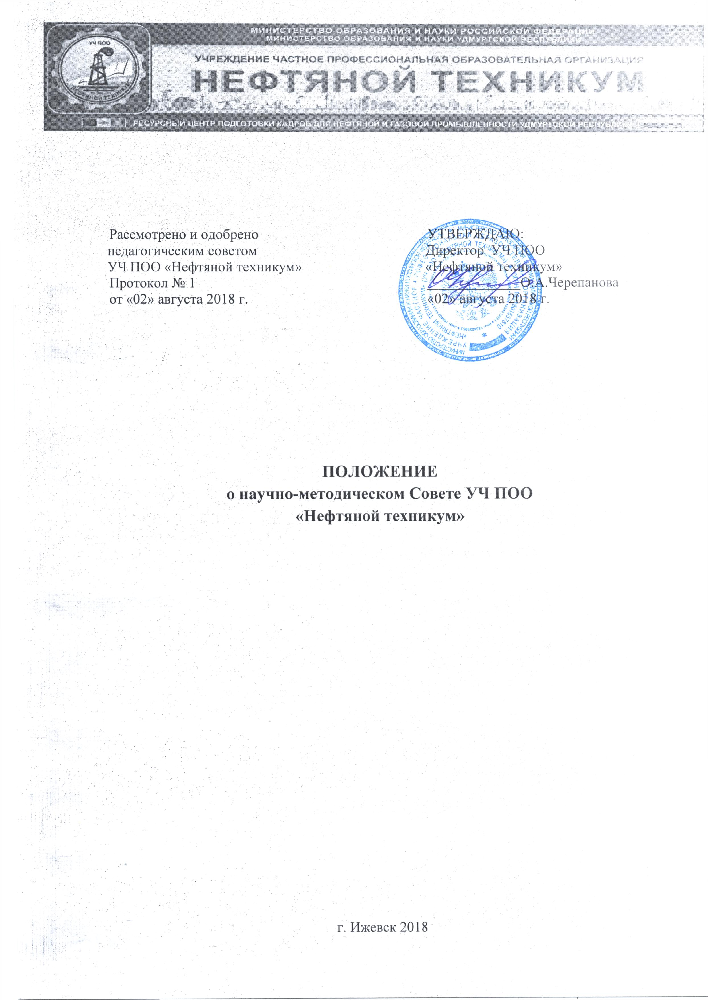 МИНИСТЕРСТВО ОБРАЗОВАНИЯ И НАУКИ РОССИЙСКОЙ ФЕДЕРАЦИИ
МИНИСТЕРСТВО ОБРАЗОВАНИЯ И НАУКИ УДМУРТСКОЙ РЕСПУБЛИКИ
УЧ ПОО
НЕФТЯНОЙ ТЕХНИКУМ
УЧРЕЖДЕНИЕ ЧАСТНОЕ ПРОФЕССИОНАЛЬНАЯ ОБРАЗОВАТЕЛЬНАЯ ОРГАНИЗАЦИЯ
НЕФТЯНОЙ ТЕХНИКУМ
РЕСУРСНЫЙ ЦЕНТР ПОДГОТОВКИ КАДРОВ ДЛЯ НЕФТЯНОЙ И ГАЗОВОЙ ПРОМЫШЛЕННОСТИ УДМУРТСКОЙ РЕСПУБЛИКИ
Рассмотрено и одобрено
педагогическим советом
УЧ ПОО «Нефтяной техникум»
Протокол № 1
от «02» августа 2018 г.
УТВЕРЖДАЮ:
Директор УЧ ПОО
«Нефтяной техникум»
О.А.Черепанова
«02» августа 2018 г.
ПОЛОЖЕНИЕ
о научно-методическом Совете УЧ ПОО
«Нефтяной техникум»
г. Ижевск 2018